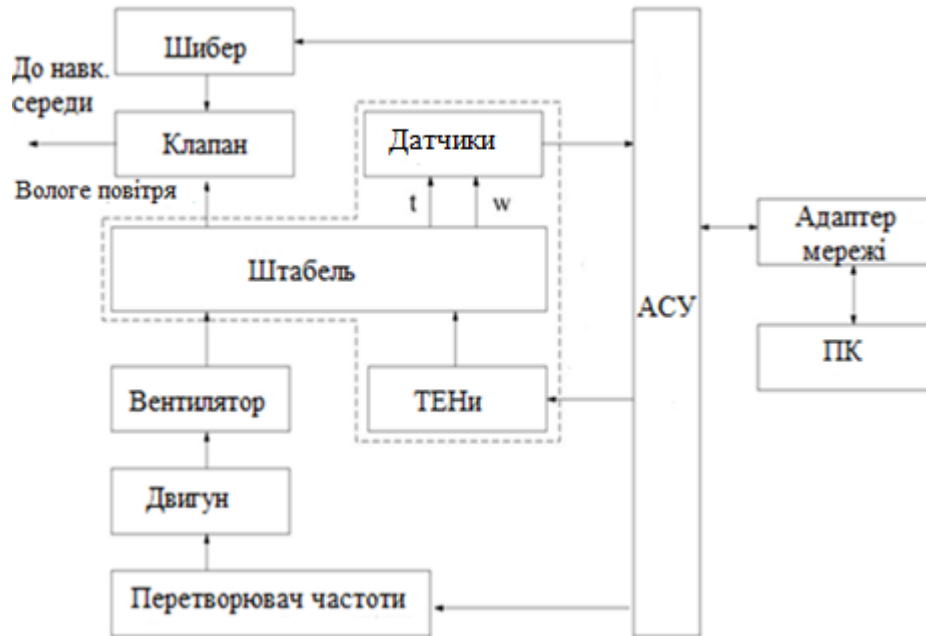 Шибер
До навк.
середи
Клапан
Датчики
Вологе повітря
t
w
Адаптер
мережі
Штабель
АСУ
ПК
Вентилятор
ТЕНи
Двигун
Перетворювач частоти